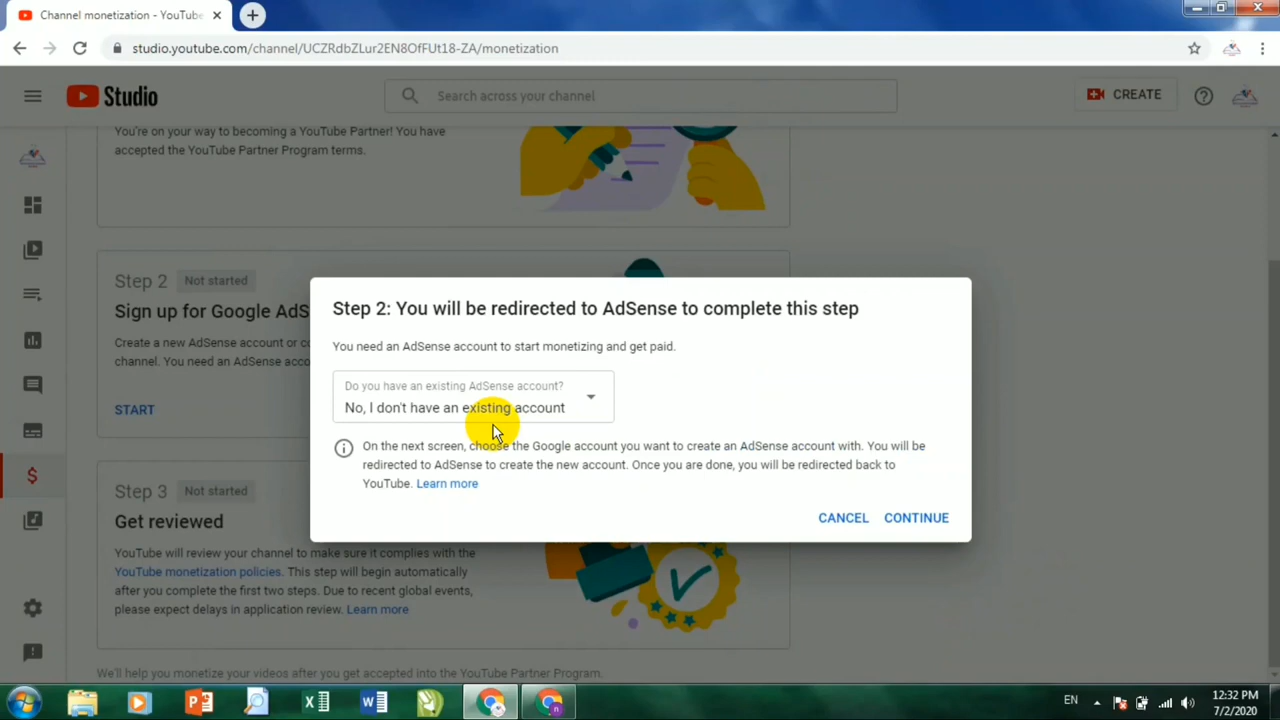 Channel monetization - YouTube
studio.youtube.com/channel/UCZRdbZLur2EN8OfFUt18-ZA/monetization
Studio
Search across your channel
CREATE
You're on your way to becoming a YouTube Partner! You have
accepted the YouTube Partner Program terms.
Step 2 Not started
Sign up for Google AdS
Create a new AdSense account or co
channel. You need an AdSense acco
START
Step 2: You will be redirected to AdSense to complete this step
You need an AdSense account to start monetizing and get paid.
Do you have an existing AdSense account?
No, I don't have an existing account
On the next screen, choose the Google account you want to create an AdSense account with. You will be
redirected to AdSense to create the new account. Once you are done, you will be redirected back to
YouTube. Learn more
CANCEL CONTINUE
Step 3 Not started
Get reviewed
YouTube will review your channel to make sure it complies with the
YouTube monetization policies. This step will begin automatically
after you complete the first two steps. Due to recent global events,
please expect delays in application review. Learn more
We'll help you monetize your videos after you get accepted into the YouTube Partner Program.
EN
12:32 PM
7/2/2020